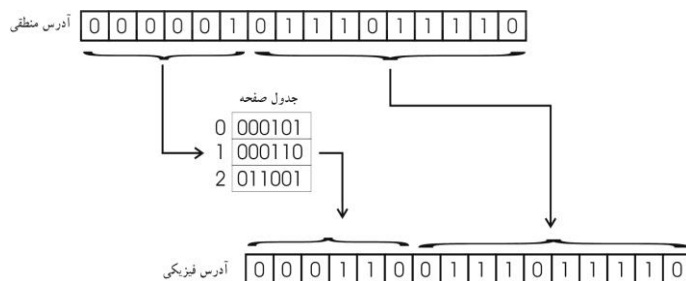 آدرس منطقی 0 0 0 0 0 1 0 1 1 1 0 1 1 1 1 0
جدول صفحه
0 000101
1 000110
2 011001
آدرس فیزیکی 0 0 0 1 1 0 0 1 1 1 0 1 1 1 1 0